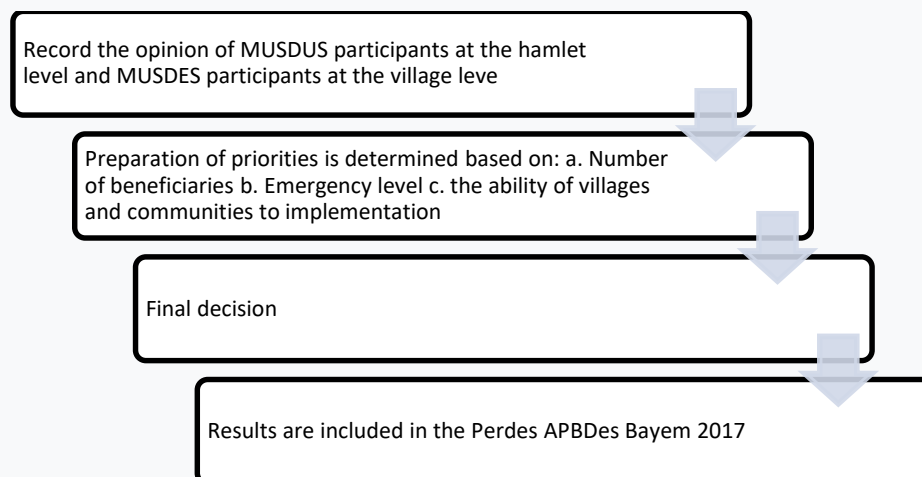 Record the opinion of MUSDUS participants at the hamlet
level and MUSDES participants at the village leve
Preparation of priorities is determined based on: a. Number
of beneficiaries b. Emergency level c. the ability of villages
and communities to implementation
Final decision
Results are included in the Perdes APBDes Bayem 2017